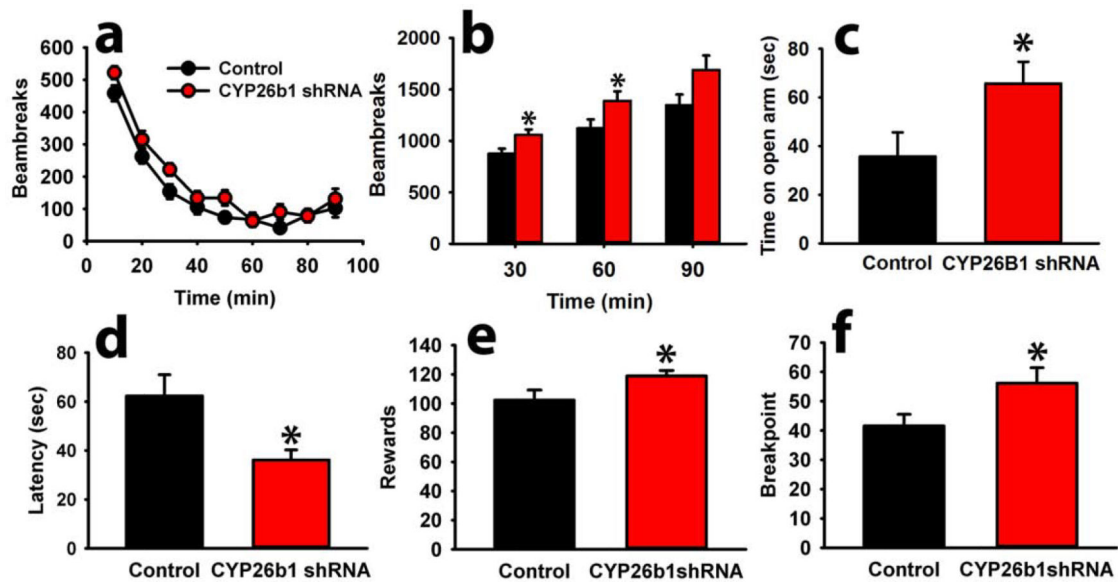 a
600
500
400
300
200
100
0
Beambreaks
Control
CYP26b1 shRNA
0 20 40 60 80 100
Time (min)
b
2000
1500
1000
500
0
Beambreaks
* *
30 60 90
Time (min)
c
80
60
40
20
0
Time on open arm (sec)
*
Control CYP26B1 shRNA
d
80
60
40
20
0
Latency (sec)
*
Control CYP26b1 shRNA
e
140
120
100
80
60
40
20
0
Rewards
*
Control CYP26b1shRNA
f
70
60
50
40
30
20
10
0
Breakpoint
*
Control CYP26b1shRNA